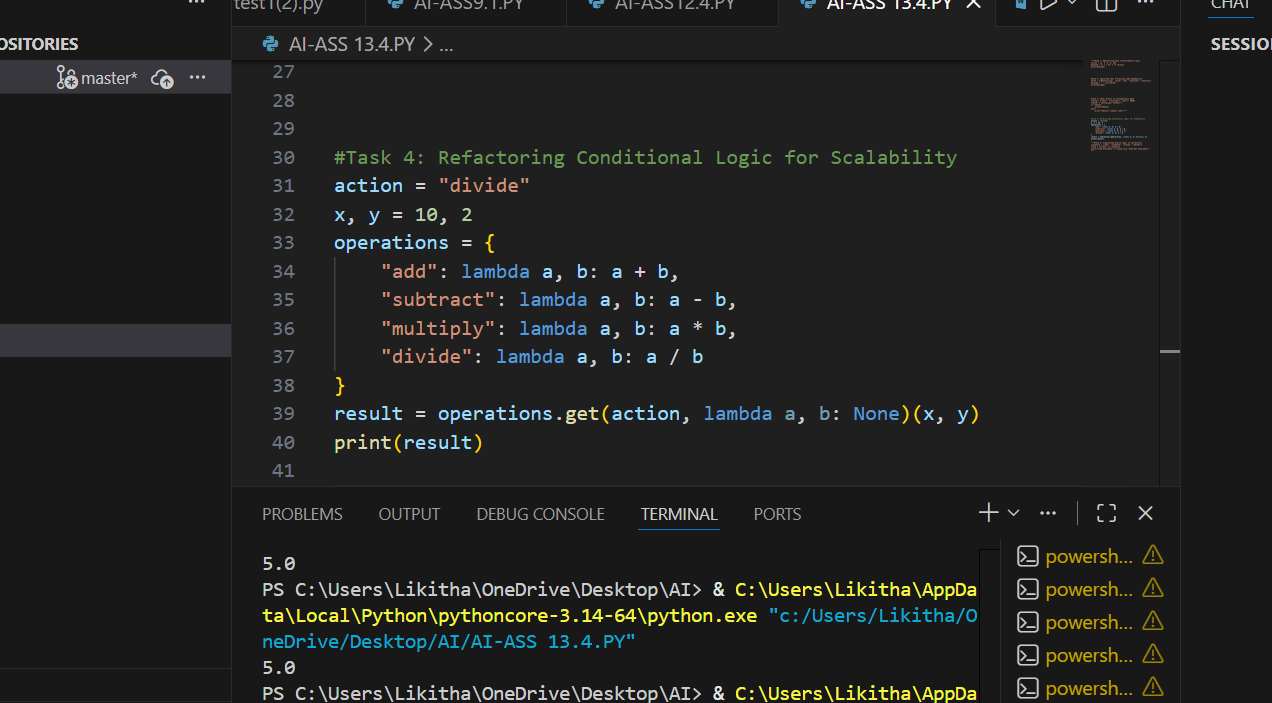 test1(2).py AI-ASS9.1.PY AI-ASS12.4.PY AI-ASS 13.4.PY CHAT
OSITORIES
AI-ASS 13.4.PY > ...
SESSIO
master*
27
28
29
30 #Task 4: Refactoring Conditional Logic for Scalability
31 action = "divide"
32 x, y = 10, 2
33 operations = {
34 "add": lambda a, b: a + b,
35 "subtract": lambda a, b: a - b,
36 "multiply": lambda a, b: a * b,
37 "divide": lambda a, b: a / b
38 }
39 result = operations.get(action, lambda a, b: None)(x, y)
40 print(result)
41
PROBLEMS OUTPUT DEBUG CONSOLE TERMINAL PORTS
5.0
PS C:\Users\Likitha\OneDrive\Desktop\AI> & C:\Users\Likitha\AppDa
ta\Local\Python\pythoncore-3.14-64\python.exe "c:/Users/Likitha/O
neDrive/Desktop/AI/AI-ASS 13.4.PY"
5.0
PS C:\Users\Likitha\OneDrive\Desktop\AI> & C:\Users\Likitha\AppDa
powersh...
powersh...
powersh...
powersh...
powersh...